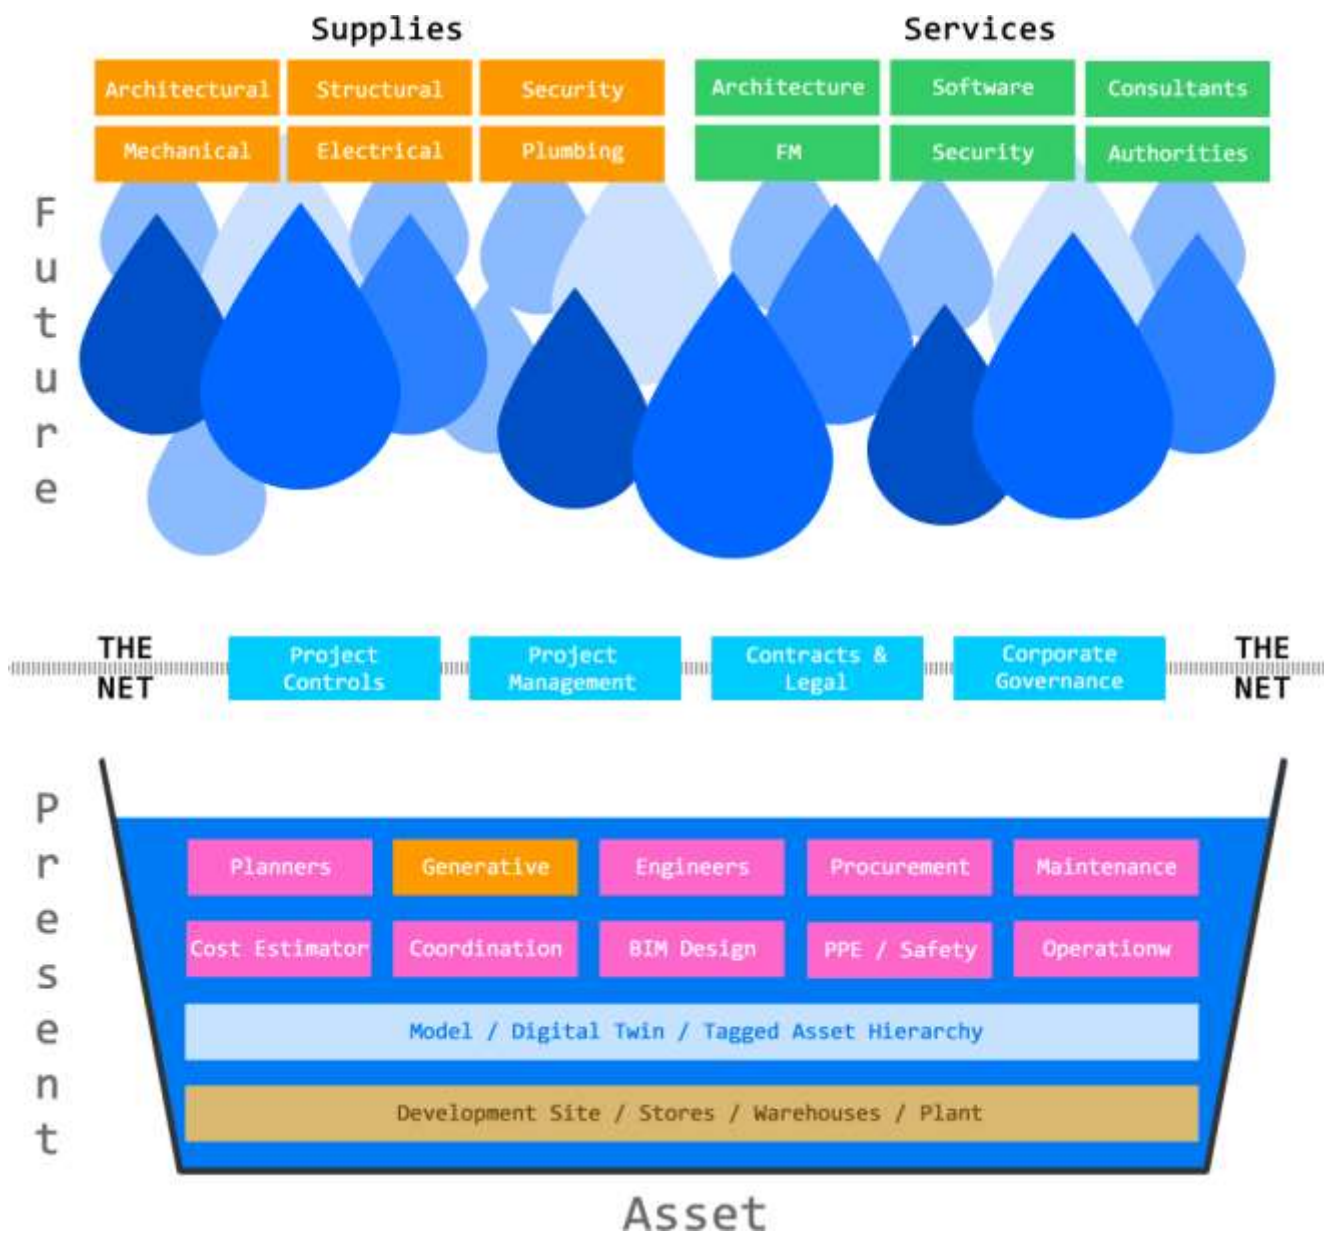 Supplies
Services
Architectural
Structural
Security
Architecture
Software
Consultants
Mechanical
Electrical
Plumbing
FM
Security
Authorities
Future
THE
NET
Project
Controls
Project
Management
Contracts &
Legal
Corporate
Governance
THE
NET
Present
Planners
Generative
Engineers
Procurement
Maintenance
Cost Estimator
Coordination
BIM Design
PPE / Safety
Operationw
Model / Digital Twin / Tagged Asset Hierarchy
Development Site / Stores / Warehouses / Plant
Asset